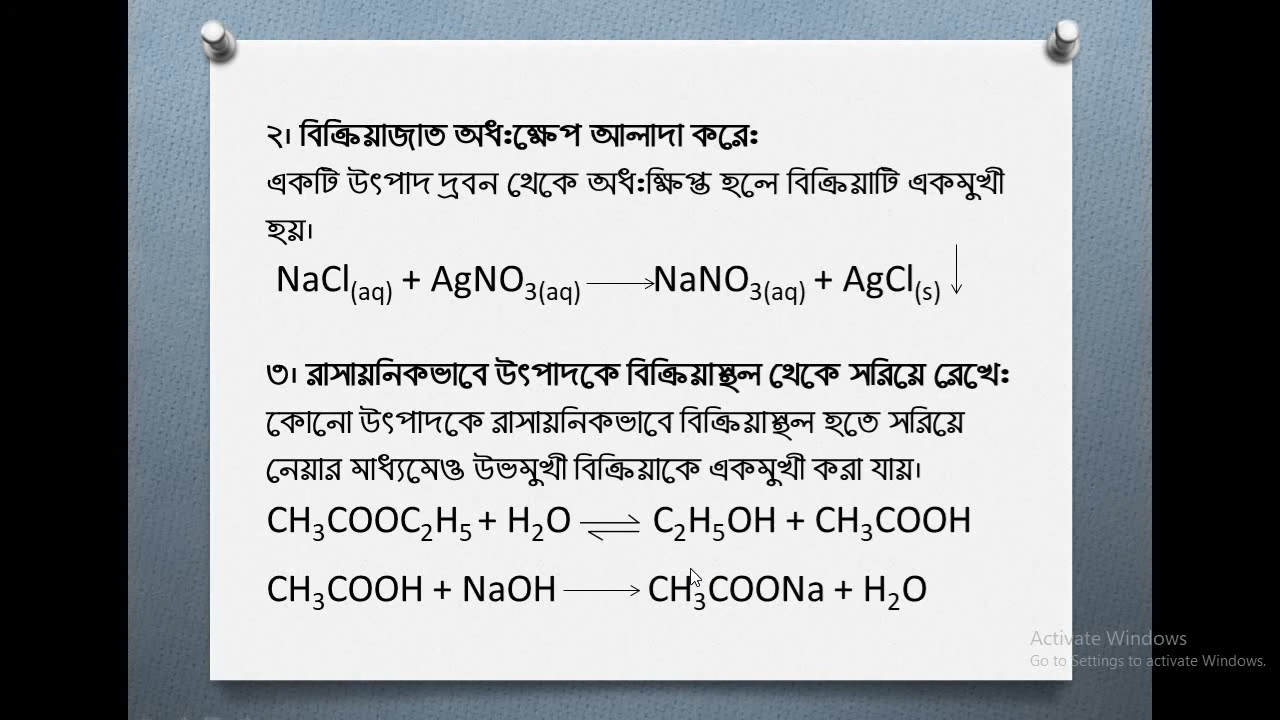 ২। বিক্রিয়াজাত অধ:ক্ষেপ আলাদা করে:
একটি উৎপাদ দ্রবন থেকে অধ:ক্ষিপ্ত হলে বিক্রিয়াটি একমুখী
হয়।
NaCl(aq) + AgNO3(aq) ⟶ NaNO3(aq) + AgCl(s) ↓
৩। রাসায়নিকভাবে উৎপাদকে বিক্রিয়াস্থল থেকে সরিয়ে রেখে:
কোনো উৎপাদকে রাসায়নিকভাবে বিক্রিয়াস্থল হতে সরিয়ে
নেয়ার মাধ্যমেও উভমুখী বিক্রিয়াকে একমুখী করা যায়।
CH3COOC2H5 + H2O ⇌ C2H5OH + CH3COOH
CH3COOH + NaOH ⟶ CH3COONa + H2O
Activate Windows
Go to Settings to activate Windows.